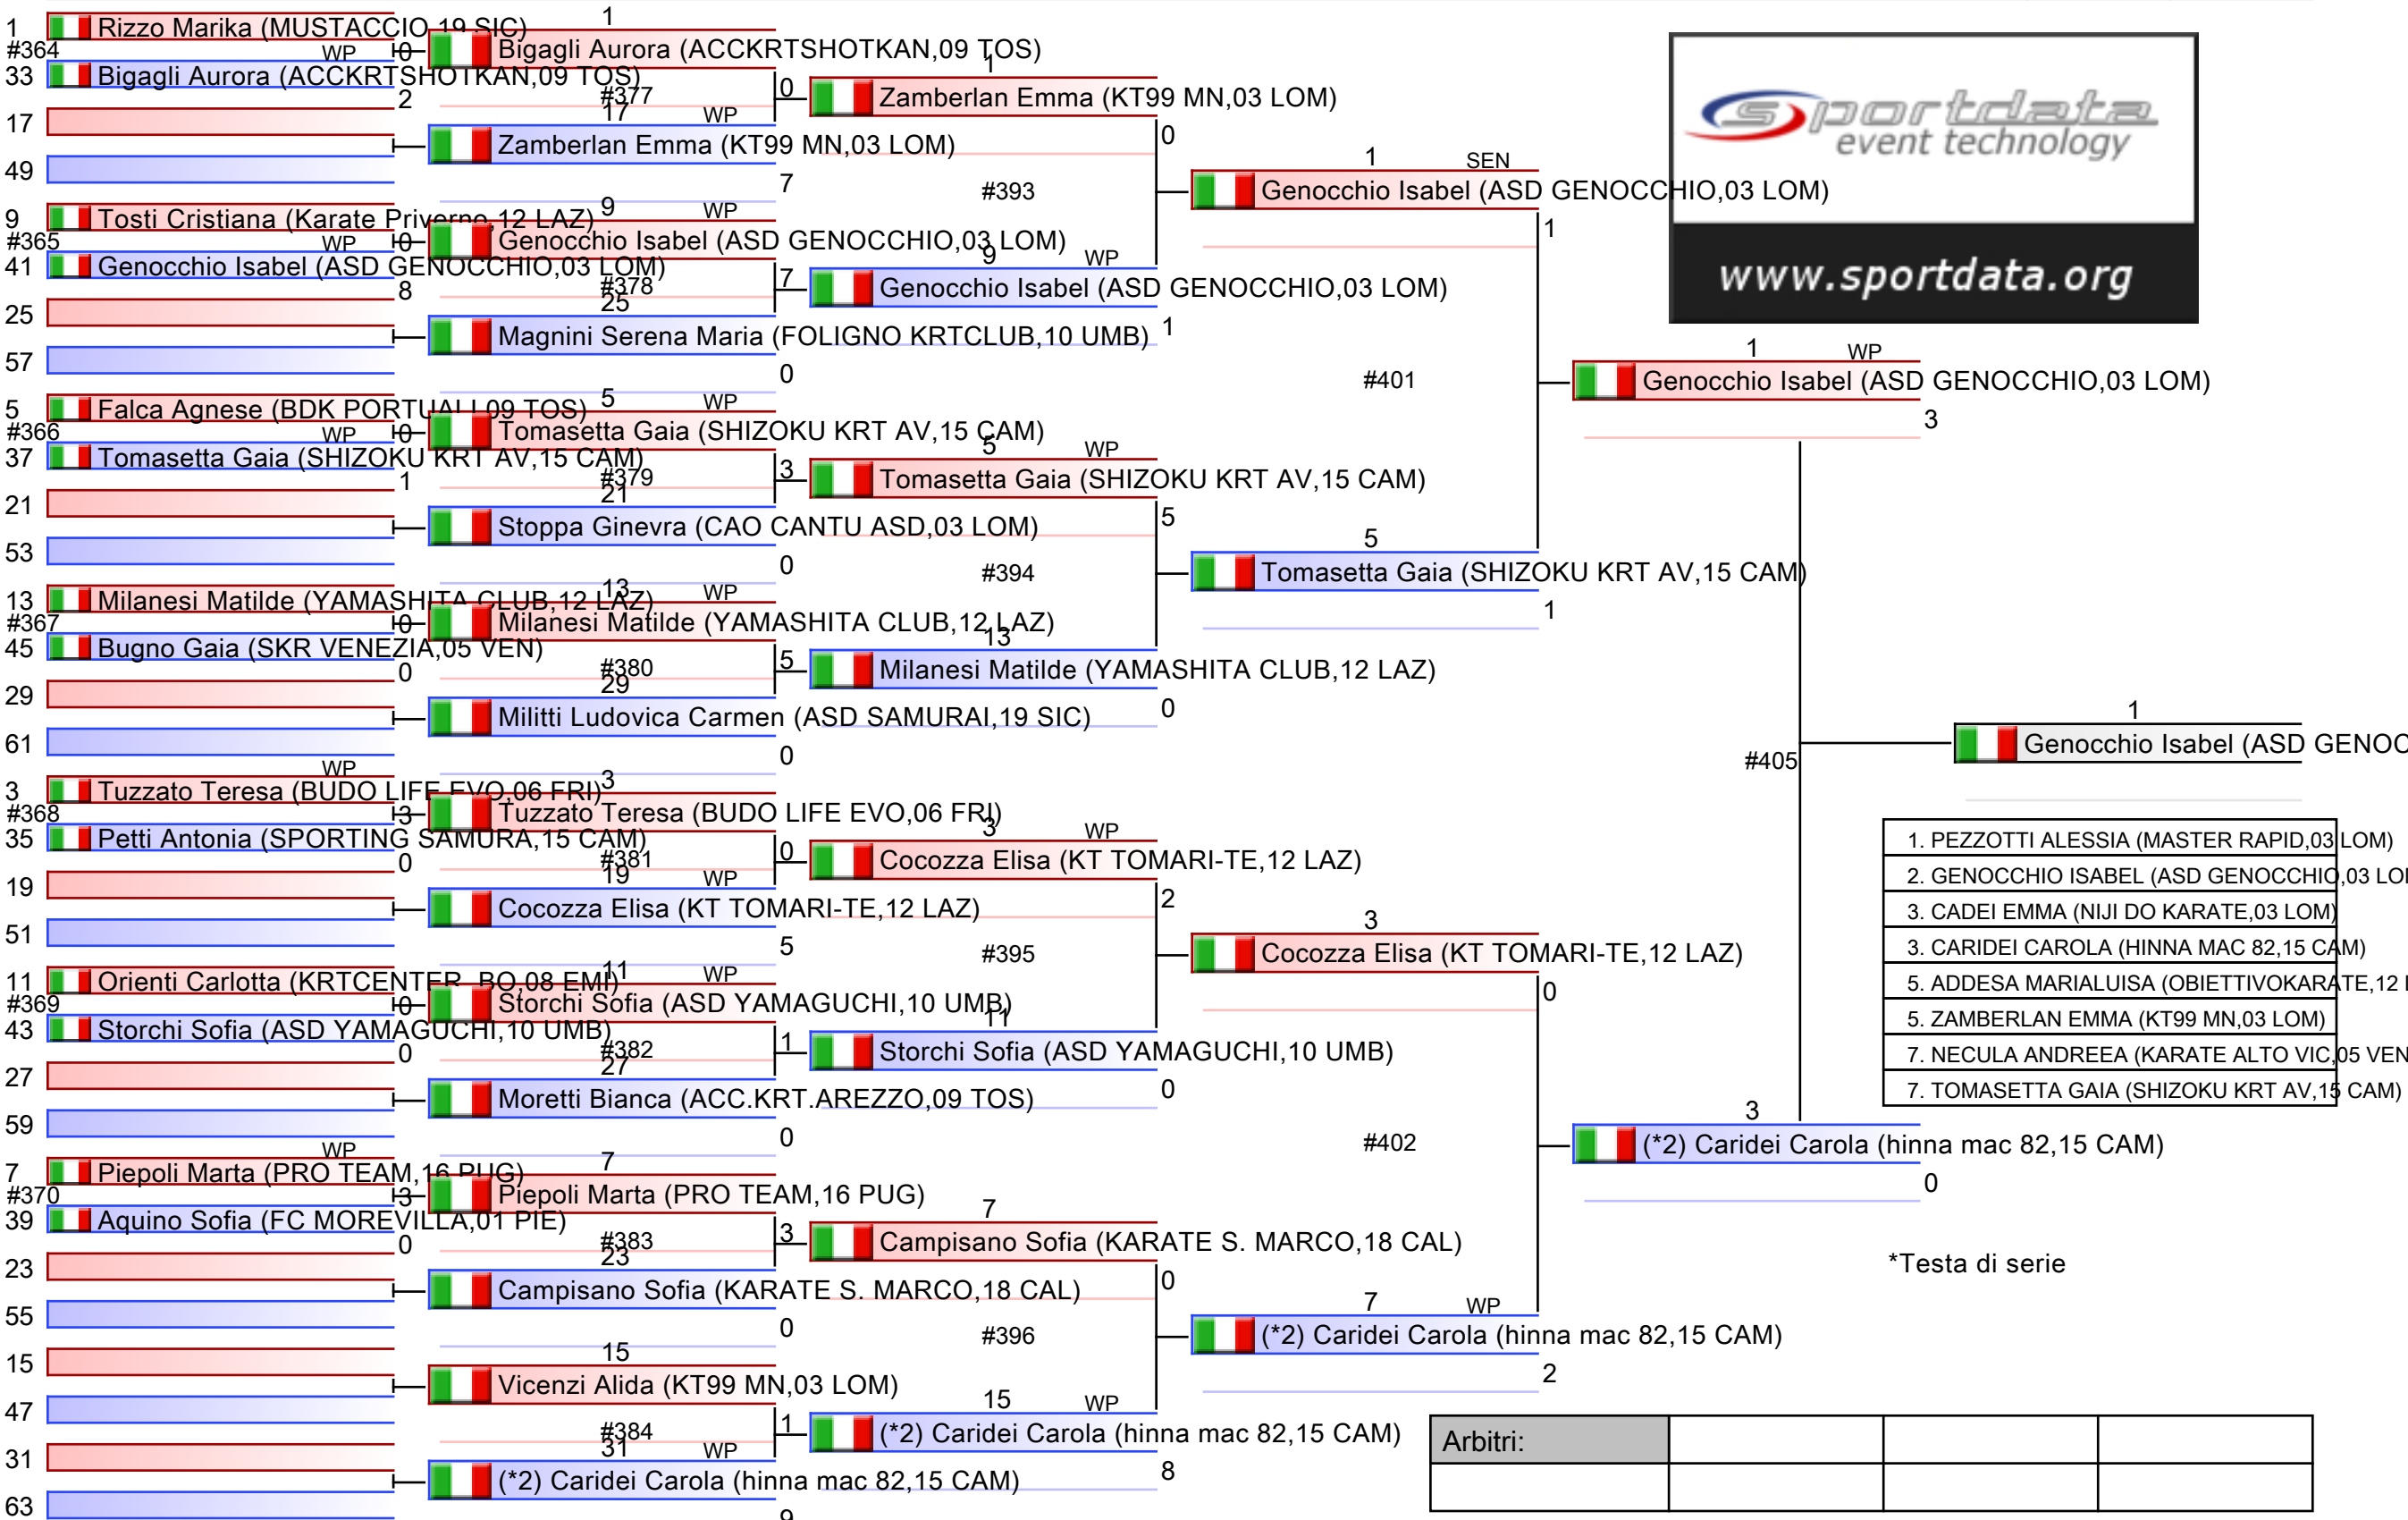 1 Rizzo Marika (MUSTACCIO,19 SIC)
#364 WP 0
33 Bigagli Aurora (ACCKRTSHOTKAN,09 TOS)
2
17
49
9 Tosti Cristiana (Karate Priverno,12 LAZ)
#365 WP 0
41 Genocchio Isabel (ASD GENOCCHIO,03 LOM)
8
25
57
5 Falca Agnese (BDK PORTUALI,09 TOS)
#366 WP 0
37 Tomasetta Gaia (SHIZOKU KRT AV,15 CAM)
1
21
53
13 Milanesi Matilde (YAMASHITA CLUB,12 LAZ)
#367 0
45 Bugno Gaia (SKR VENEZIA,05 VEN)
0
29
61
WP
3 Tuzzato Teresa (BUDO LIFE EVO,06 FRI)
#368 3
35 Petti Antonia (SPORTING SAMURA,15 CAM)
0
19
51
11 Orienti Carlotta (KRTCENTER BO,08 EMI)
#369 0
43 Storchi Sofia (ASD YAMAGUCHI,10 UMB)
0
27
59
WP
7 Piepoli Marta (PRO TEAM,16 PUG)
#370 3
39 Aquino Sofia (FC MOREVILLA,01 PIE)
0
23
55
15
47
31
63
1
Bigagli Aurora (ACCKRTSHOTKAN,09 TOS)
#377 0
17 WP
Zamberlan Emma (KT99 MN,03 LOM)
7
9 WP
Genocchio Isabel (ASD GENOCCHIO,03 LOM)
#378 7
25
Magnini Serena Maria (FOLIGNO KRTCLUB,10 UMB)
0
5 WP
Tomasetta Gaia (SHIZOKU KRT AV,15 CAM)
#379 3
21
Stoppa Ginevra (CAO CANTU ASD,03 LOM)
0
13 WP
Milanesi Matilde (YAMASHITA CLUB,12 LAZ)
#380 5
29
Militti Ludovica Carmen (ASD SAMURAI,19 SIC)
0
3
Tuzzato Teresa (BUDO LIFE EVO,06 FRI)
#381 0
19 WP
Cocozza Elisa (KT TOMARI-TE,12 LAZ)
5
11 WP
Storchi Sofia (ASD YAMAGUCHI,10 UMB)
#382 1
27
Moretti Bianca (ACC.KRT.AREZZO,09 TOS)
0
7
Piepoli Marta (PRO TEAM,16 PUG)
#383 3
23
Campisano Sofia (KARATE S. MARCO,18 CAL)
0
15
Vicenzi Alida (KT99 MN,03 LOM)
#384 1
31 WP
(*2) Caridei Carola (hinna mac 82,15 CAM)
9
1
Zamberlan Emma (KT99 MN,03 LOM)
0
#393
9 WP
Genocchio Isabel (ASD GENOCCHIO,03 LOM)
1
5 WP
Tomasetta Gaia (SHIZOKU KRT AV,15 CAM)
5
#394
13
Milanesi Matilde (YAMASHITA CLUB,12 LAZ)
0
3 WP
Cocozza Elisa (KT TOMARI-TE,12 LAZ)
2
#395
11
Storchi Sofia (ASD YAMAGUCHI,10 UMB)
0
7
Campisano Sofia (KARATE S. MARCO,18 CAL)
0
#396
15 WP
(*2) Caridei Carola (hinna mac 82,15 CAM)
8
1 SEN
Genocchio Isabel (ASD GENOCCHIO,03 LOM)
1
#401
5
Tomasetta Gaia (SHIZOKU KRT AV,15 CAM)
1
3
Cocozza Elisa (KT TOMARI-TE,12 LAZ)
0
#402
7 WP
(*2) Caridei Carola (hinna mac 82,15 CAM)
2
sportdata
event technology
www.sportdata.org
1 WP
Genocchio Isabel (ASD GENOCCHIO,03 LOM)
3
#405
3
(*2) Caridei Carola (hinna mac 82,15 CAM)
0
1
Genocchio Isabel (ASD GENOC
1. PEZZOTTI ALESSIA (MASTER RAPID,03 LOM)
2. GENOCCHIO ISABEL (ASD GENOCCHIO,03 LOM
3. CADEI EMMA (NIJI DO KARATE,03 LOM)
3. CARIDEI CAROLA (HINNA MAC 82,15 CAM)
5. ADDESA MARIALUISA (OBIETTIVOKARATE,12 L
5. ZAMBERLAN EMMA (KT99 MN,03 LOM)
7. NECULA ANDREEA (KARATE ALTO VIC,05 VEN
7. TOMASETTA GAIA (SHIZOKU KRT AV,15 CAM)
*Testa di serie
Arbitri: